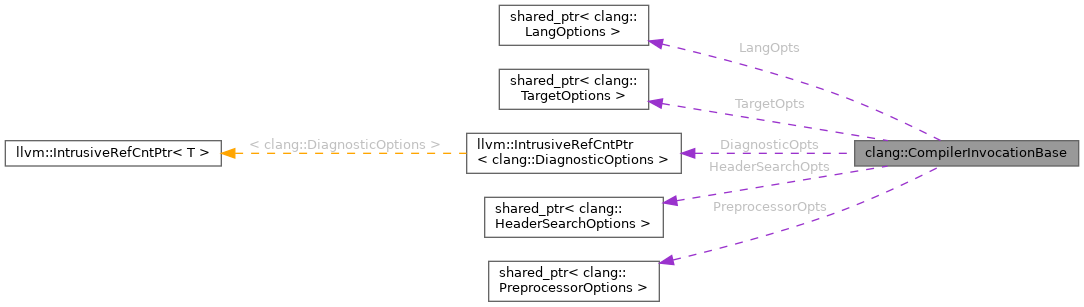 shared_ptr< clang::
LangOptions >
LangOpts
shared_ptr< clang::
TargetOptions >
TargetOpts
llvm::IntrusiveRefCntPtr< T >
< clang::DiagnosticOptions >
llvm::IntrusiveRefCntPtr
< clang::DiagnosticOptions >
DiagnosticOpts
clang::CompilerInvocationBase
HeaderSearchOpts
shared_ptr< clang::
HeaderSearchOptions >
PreprocessorOpts
shared_ptr< clang::
PreprocessorOptions >